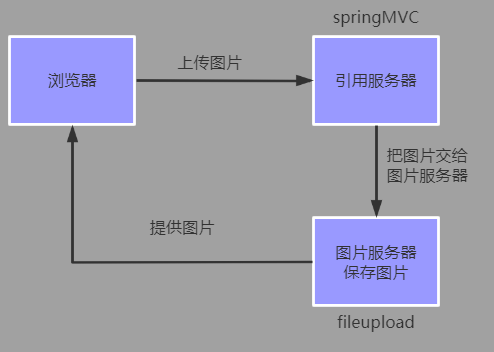 springMVC
浏览器
上传图片
引用服务器
把图片交给
图片服务器
提供图片
图片服务器
保存图片
fileupload